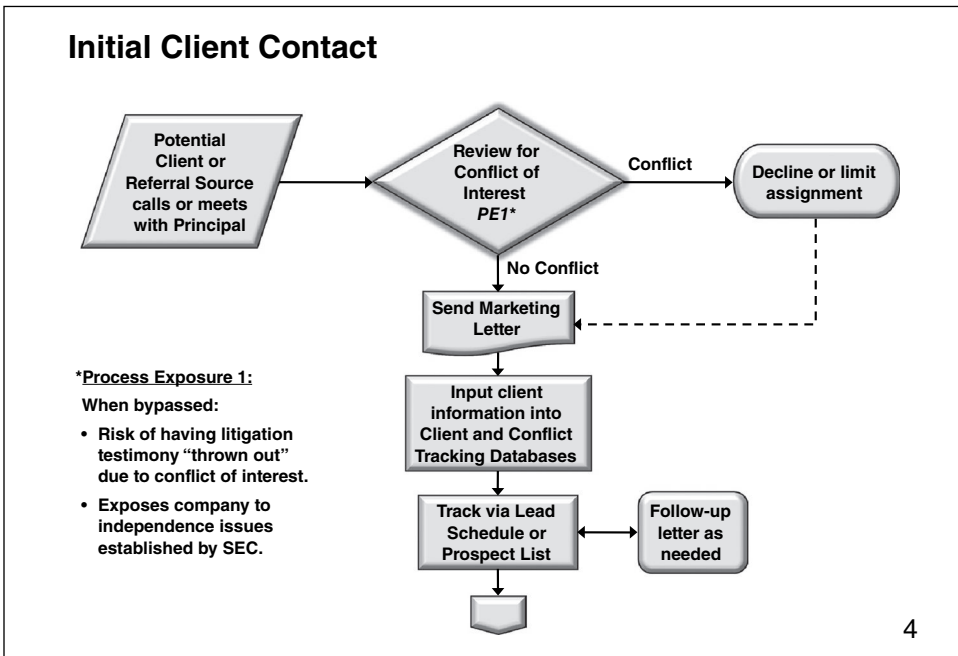 Initial Client Contact
Potential
Client or
Referral Source
calls or meets
with Principal
Review for
Conflict of
Interest
PE1*
Conflict
Decline or limit
assignment
No Conflict
Send Marketing
Letter
Input client
information into
Client and Conflict
Tracking Databases
Track via Lead
Schedule or
Prospect List
Follow-up
letter as
needed
*Process Exposure 1:
When bypassed:
• Risk of having litigation
testimony “thrown out”
due to conflict of interest.
• Exposes company to
independence issues
established by SEC.
4